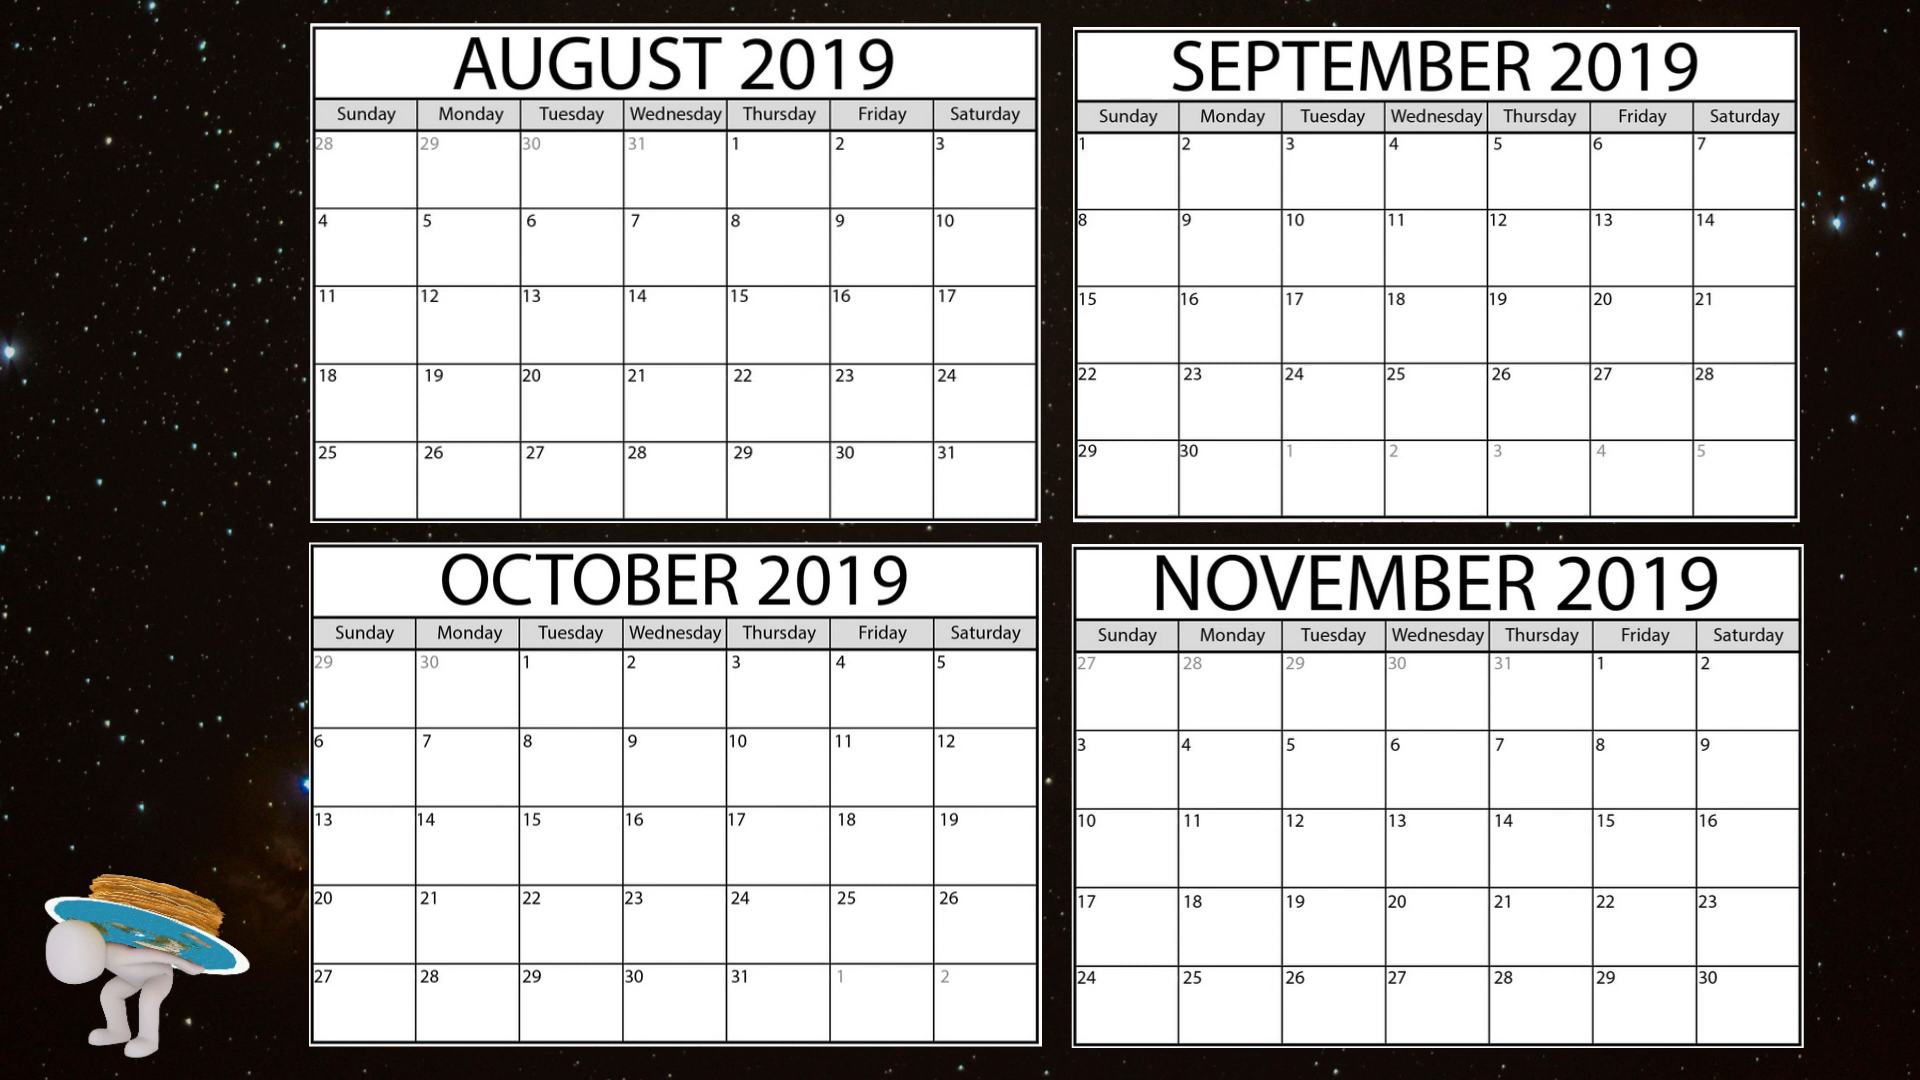 AUGUST 2019
Sunday Monday Tuesday Wednesday Thursday Friday Saturday
28 29 30 31 1 2 3
4 5 6 7 8 9 10
11 12 13 14 15 16 17
18 19 20 21 22 23 24
25 26 27 28 29 30 31
SEPTEMBER 2019
Sunday Monday Tuesday Wednesday Thursday Friday Saturday
1 2 3 4 5 6 7
8 9 10 11 12 13 14
15 16 17 18 19 20 21
22 23 24 25 26 27 28
29 30 1 2 3 4 5
OCTOBER 2019
Sunday Monday Tuesday Wednesday Thursday Friday Saturday
29 30 1 2 3 4 5
6 7 8 9 10 11 12
13 14 15 16 17 18 19
20 21 22 23 24 25 26
27 28 29 30 31 1 2
NOVEMBER 2019
Sunday Monday Tuesday Wednesday Thursday Friday Saturday
27 28 29 30 31 1 2
3 4 5 6 7 8 9
10 11 12 13 14 15 16
17 18 19 20 21 22 23
24 25 26 27 28 29 30